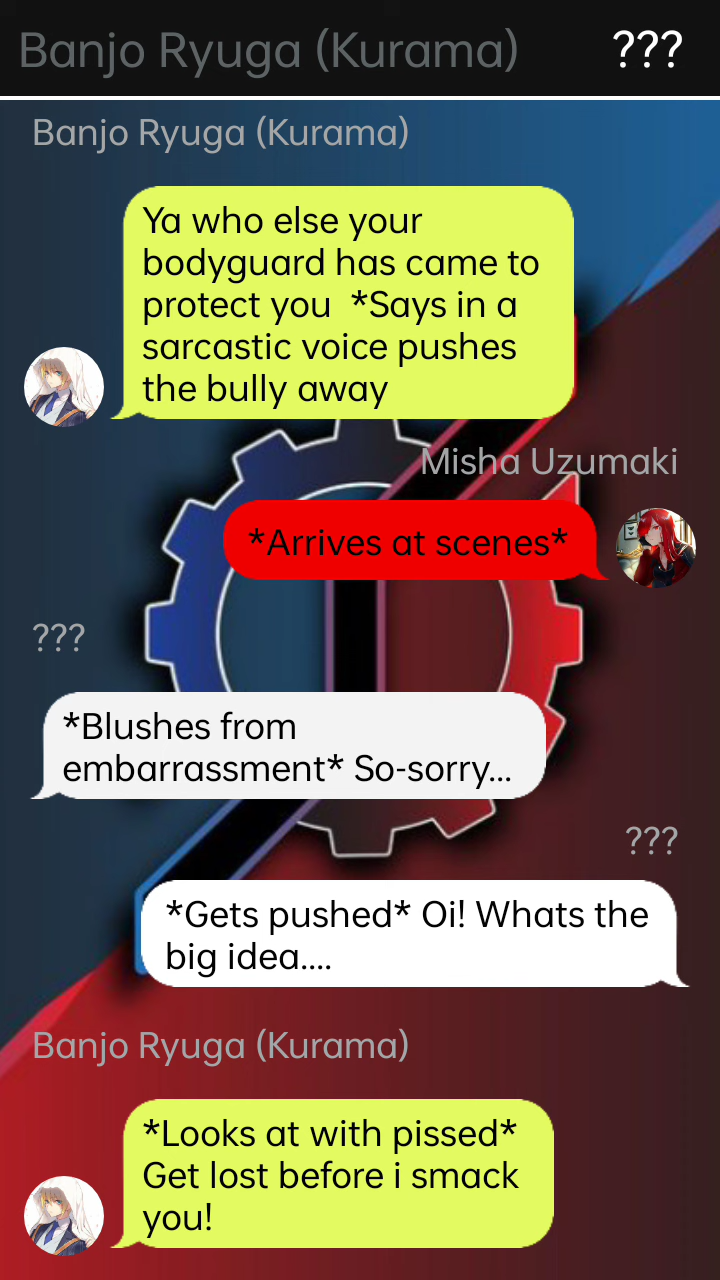 Banjo Ryuga (Kurama) ???
Banjo Ryuga (Kurama)
Ya who else your
bodyguard has came to
protect you  *Says in a
sarcastic voice pushes
the bully away
Misha Uzumaki
*Arrives at scenes*
???
*Blushes from
embarrassment* So-sorry...
???
*Gets pushed* Oi! Whats the
big idea....
Banjo Ryuga (Kurama)
*Looks at with pissed*
Get lost before i smack
you!